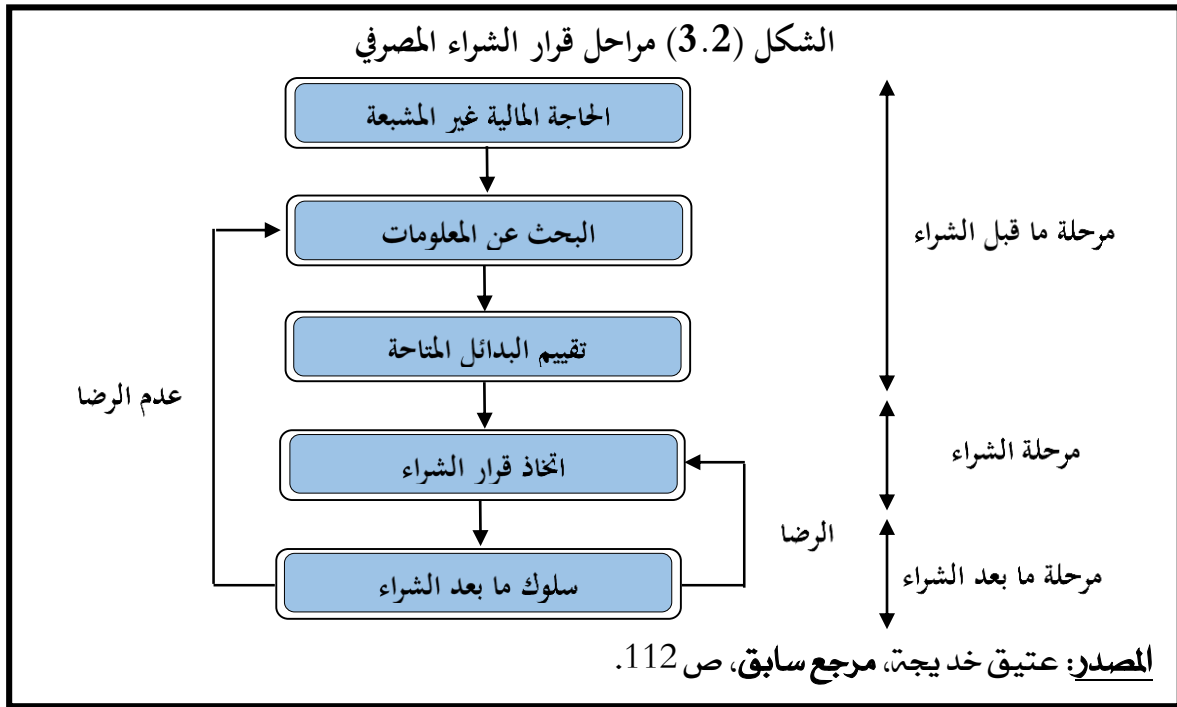 الشكل (3.2) مراحل قرار الشراء المصرفي
الحاجة المالية غير المشبعة
البحث عن المعلومات
مرحلة ما قبل الشراء
تقييم البدائل المتاحة
عدم الرضا
اتخاذ قرار الشراء
مرحلة الشراء
الرضا
سلوك ما بعد الشراء
مرحلة ما بعد الشراء
المصدر: عتيق خديجة، مرجع سابق، ص 112.